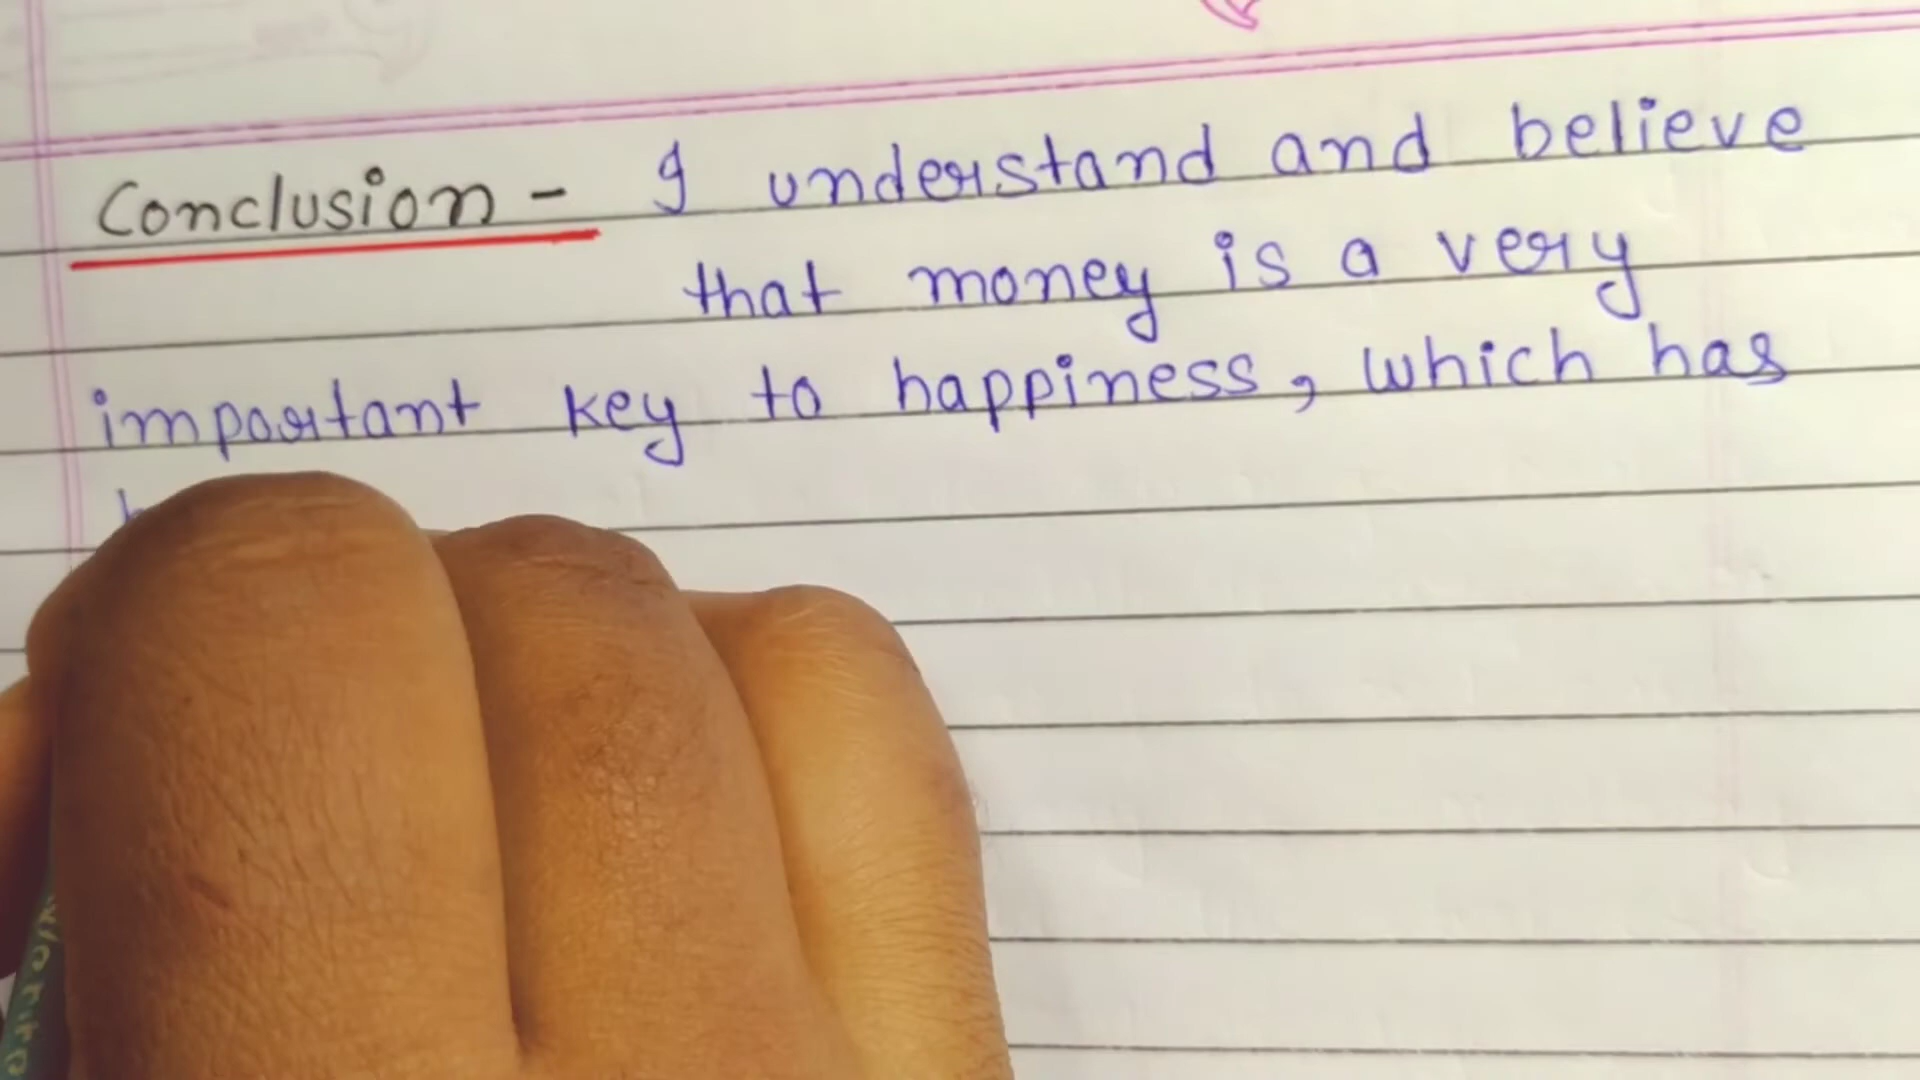 Conclusion - I understand and believe
that money is a very
important key to happiness, which has